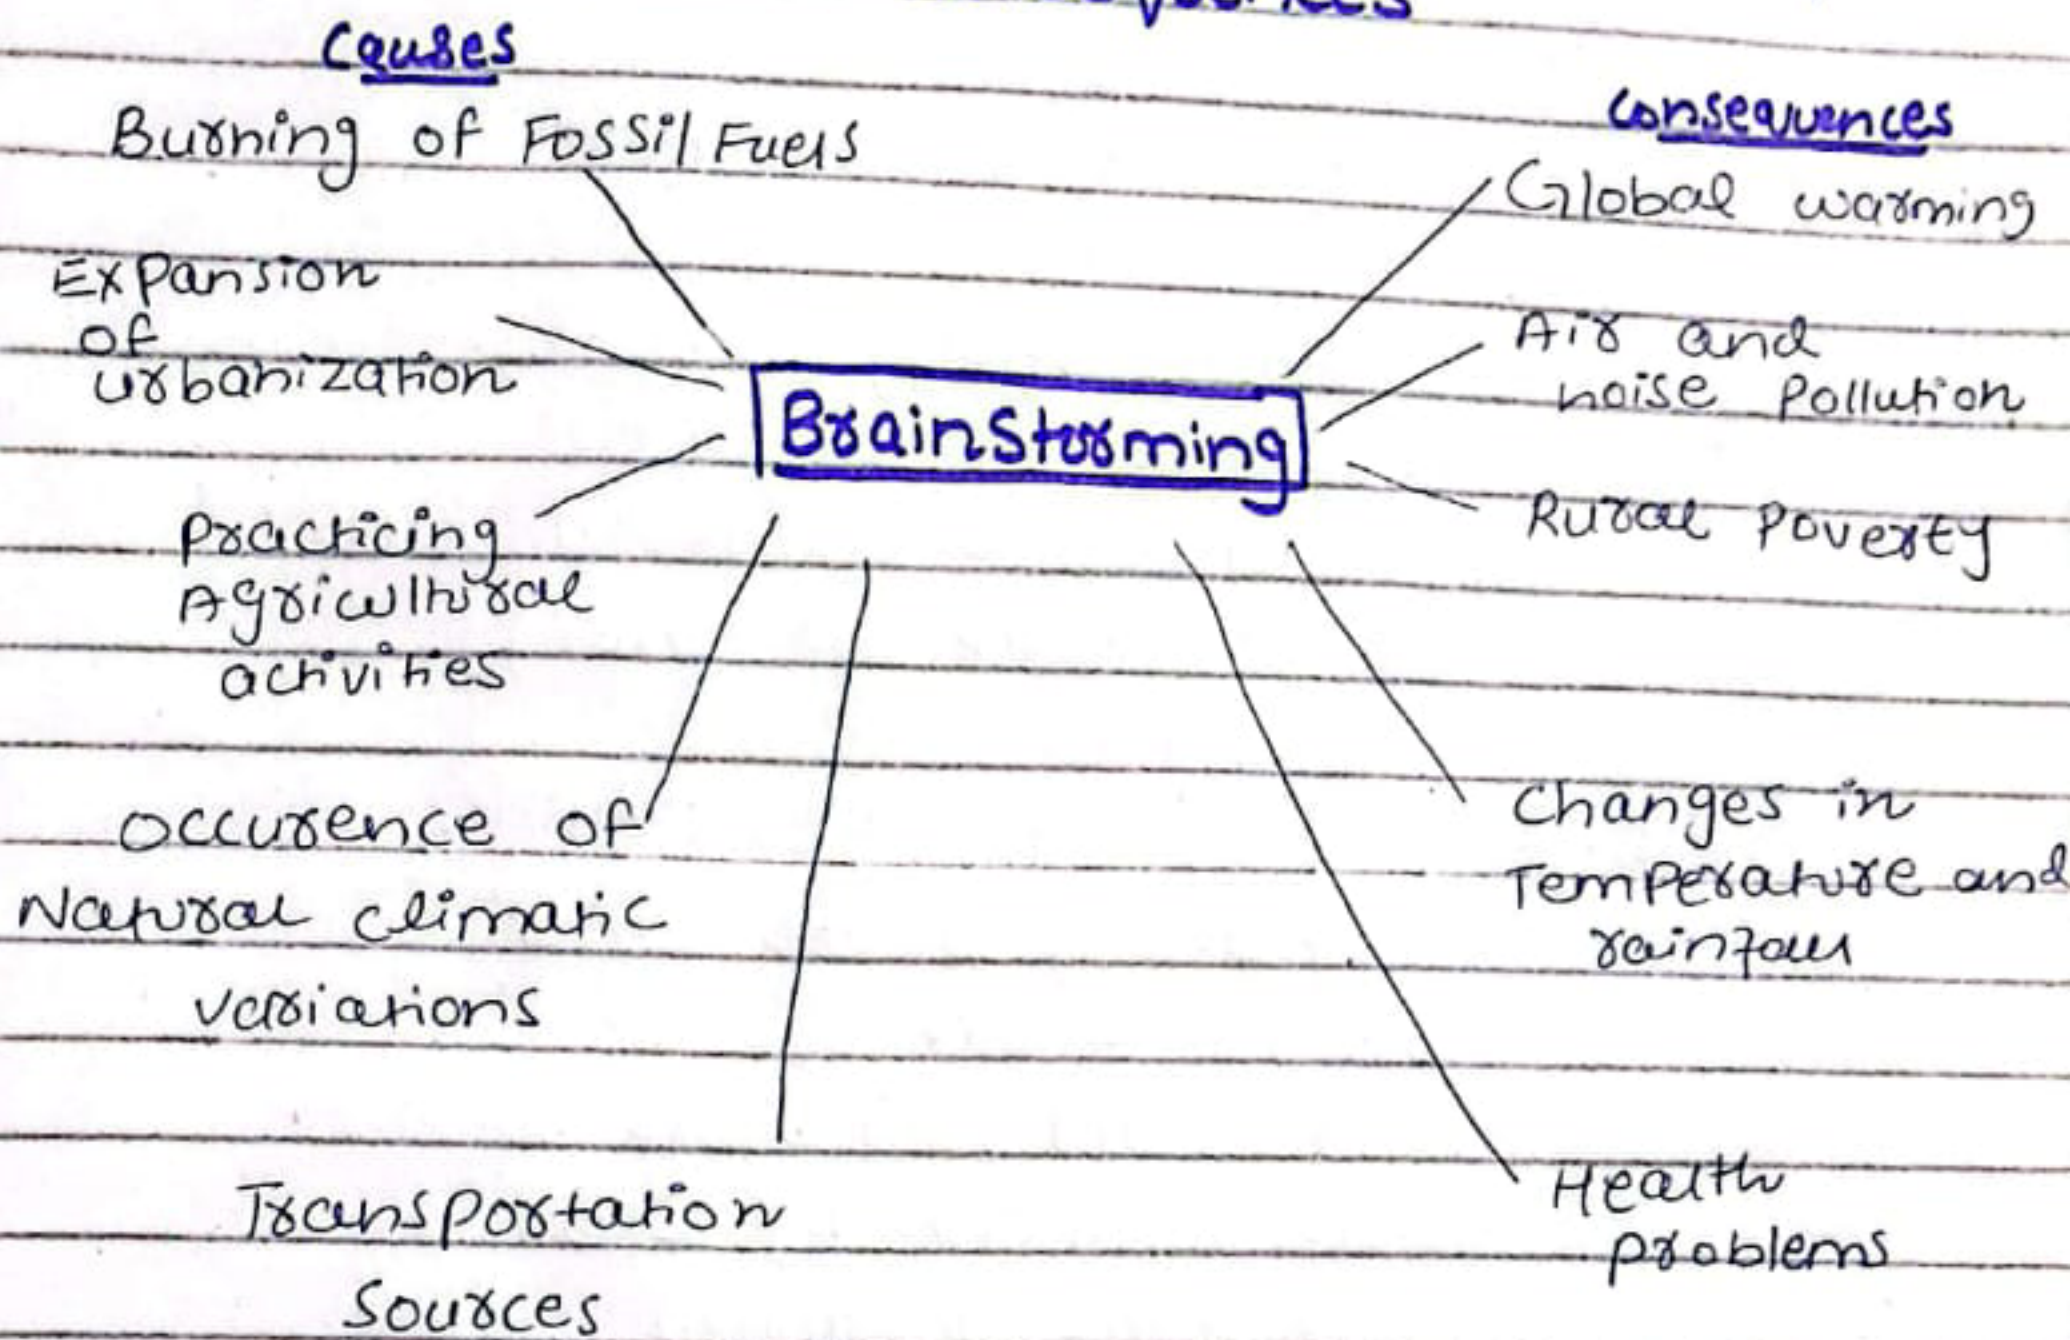 Causes
Burning of Fossil Fuels
Expansion
of
urbanization
Practicing
Agricultural
activities
Occurence of
Natural climatic
variations
Transportation
Sources
BrainStorming
Consequences
Global warming
Air and
noise Pollution
Rural Poverty
Changes in
Temperature and
rainfall
Health
problems